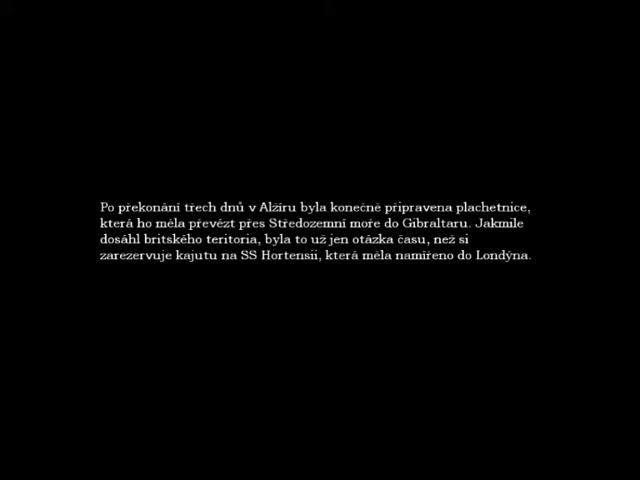 Po překonání třech dnů v Alžíru byla konečně připravena plachetnice,
která ho měla převézt přes Středozemní moře do Gibraltaru. Jakmile
dosáhl britského teritoria, byla to už jen otázka času, než si
zarezervuje kajutu na SS Hortensii, která měla namířeno do Londýna.